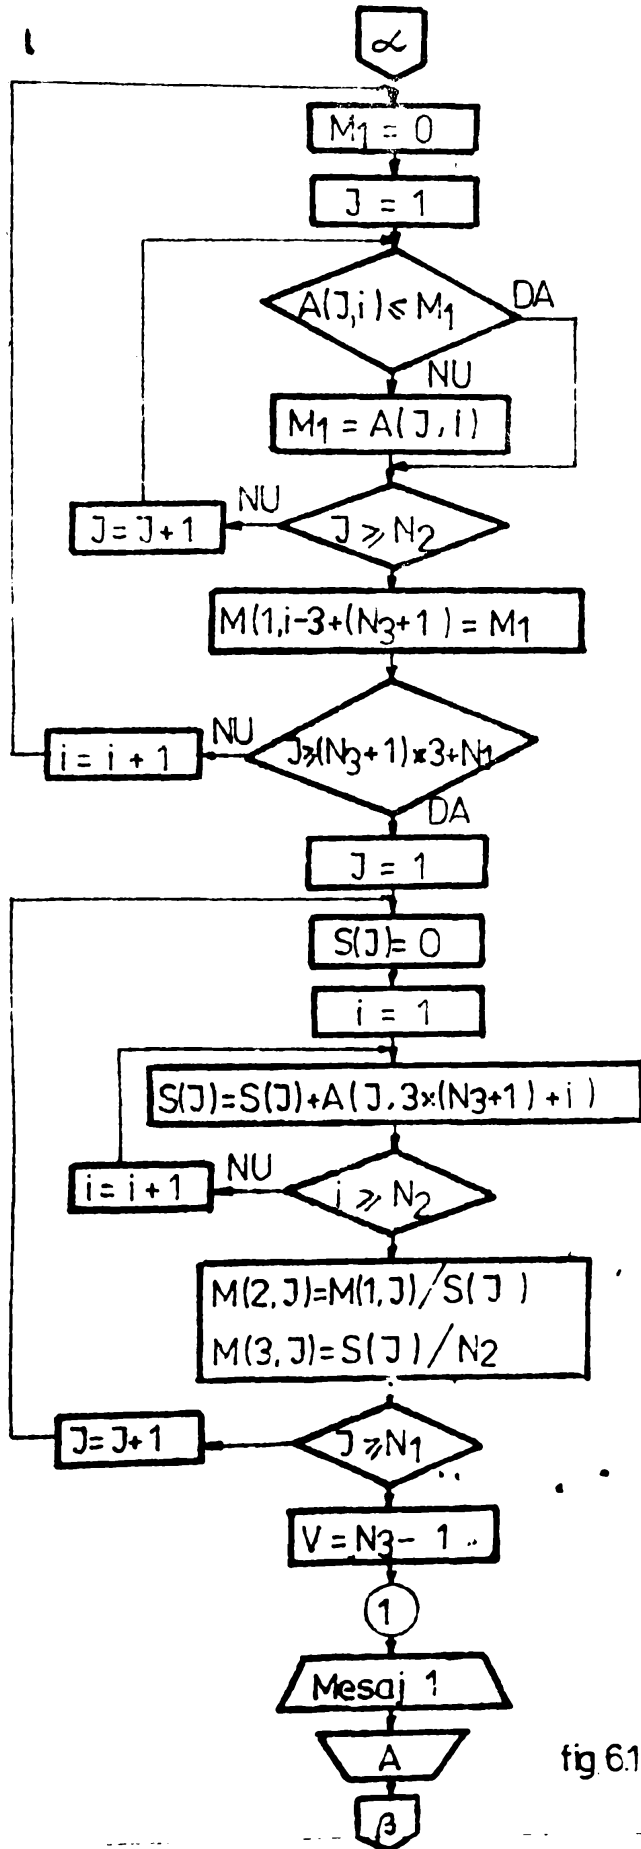 α
M1 = 0
J = 1
A(J,i) ≤ M1
DA
NU
M1 = A(J,i)
NU
J = J+1
J ≥ N2
M(1,i-3+(N3+1) = M1
NU
i = i + 1
J≥(N3+1)×3+N1
DA
J = 1
S(J)= 0
i = 1
S(J)=S(J)+A(J,3×(N3+1)+i)
NU
i = i+1
i ≥ N2
M(2,J)=M(1,J)/S(J)
M(3,J)=S(J)/N2
J=J+1
J ≥N1
V = N3 - 1
1
Mesaj 1
A
fig 6.1
β